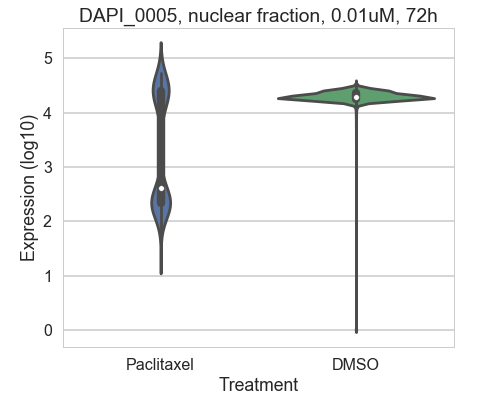 DAPI_0005, nuclear fraction, 0.01uM, 72h
Expression (log10)
5
4
3
2
1
0
Paclitaxel DMSO
Treatment